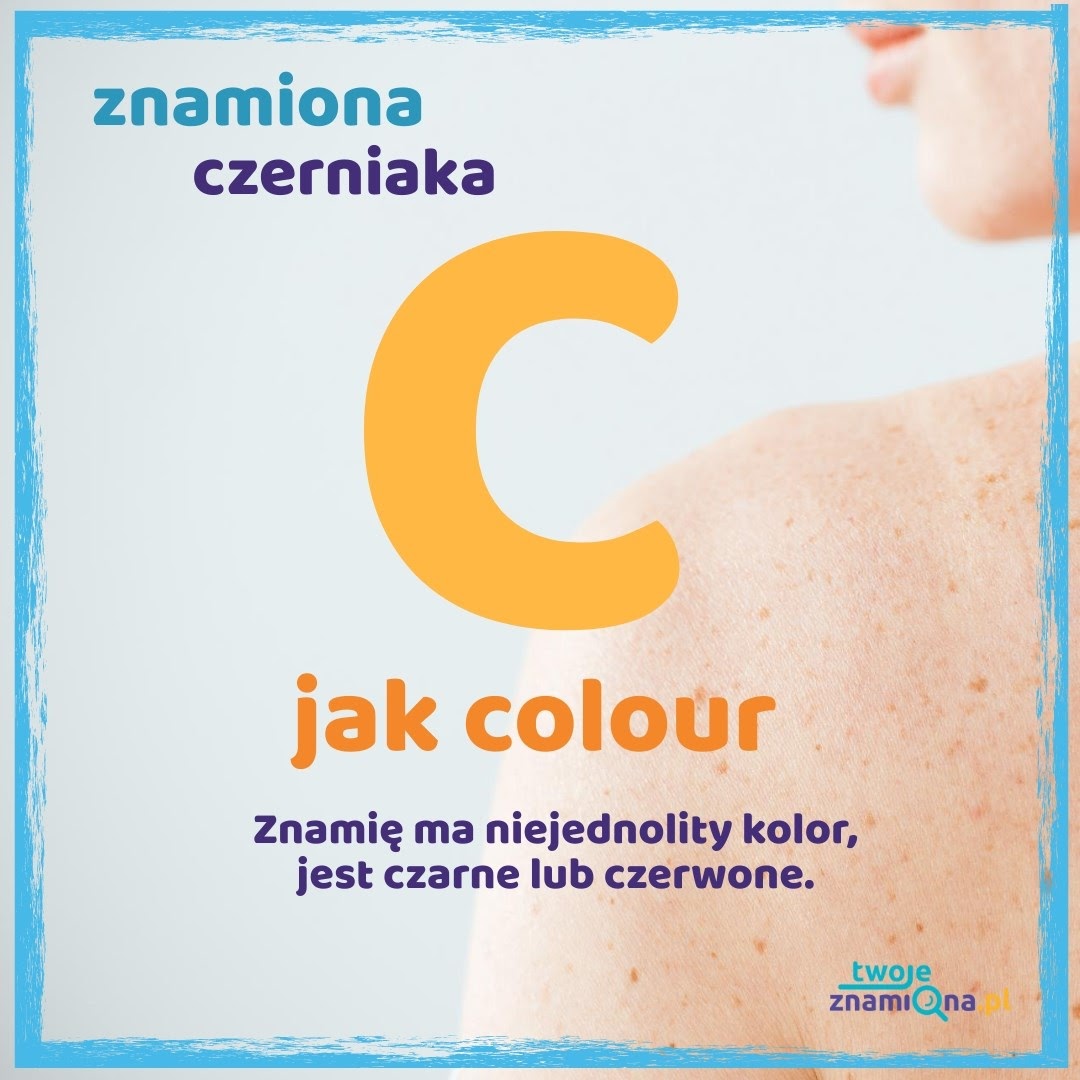 znamiona
czerniaka
C
jak colour
Znamię ma niejednolity kolor,
jest czarne lub czerwone.
twoje
znamiona.pl